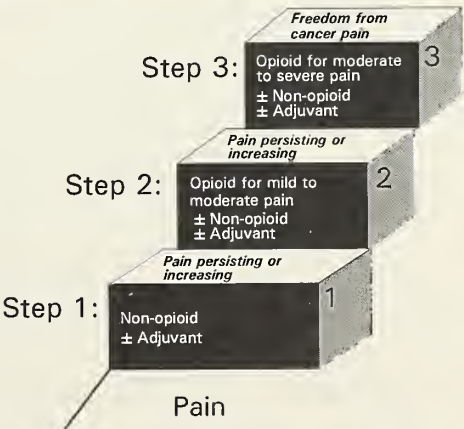 Freedom from
cancer pain
Step 3:
Opioid for moderate
to severe pain
± Non-opioid
± Adjuvant
3
Pain persisting or
increasing
Step 2:
Opioid for mild to
moderate pain
± Non-opioid
± Adjuvant
2
Pain persisting or
increasing
Step 1:
Non-opioid
± Adjuvant
1
Pain